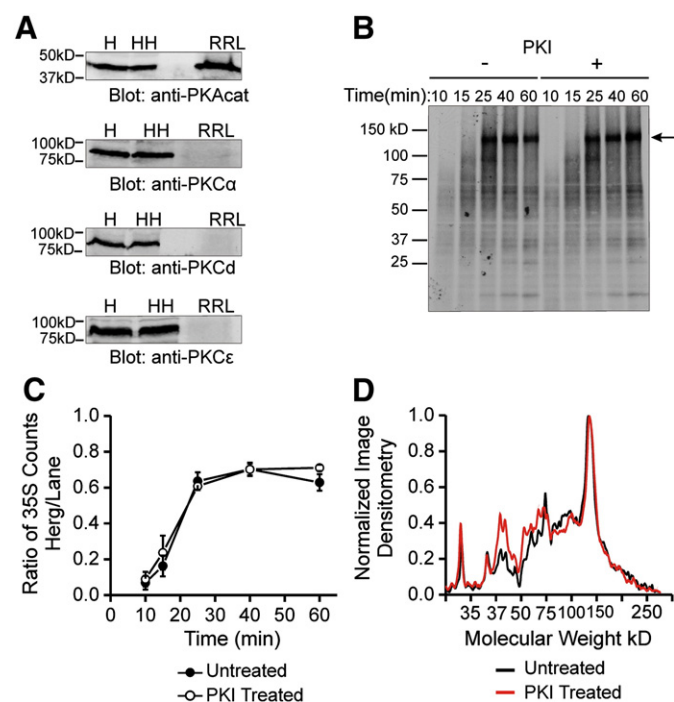 A
H HH RRL
50kD
37kD
Blot: anti-PKAcat
100kD
75kD
H HH RRL
Blot: anti-PKCα
H HH RRL
100kD
75kD
Blot: anti-PKCd
H HH RRL
100kD
75kD
Blot: anti-PKCε
B
PKI
- +
Time(min): 10 15 25 40 60 10 15 25 40 60
150 kD
100
75
50
37
25
C
Ratio of 35S Counts
Herg/Lane
1.0
0.8
0.6
0.4
0.2
0.0
0 10 20 30 40 50 60
Time (min)
Untreated
PKI Treated
D
Normalized Image
Densitometry
1.0
0.8
0.6
0.4
0.2
0.0
35 37 50 75 100 150 250
Molecular Weight kD
Untreated
PKI Treated